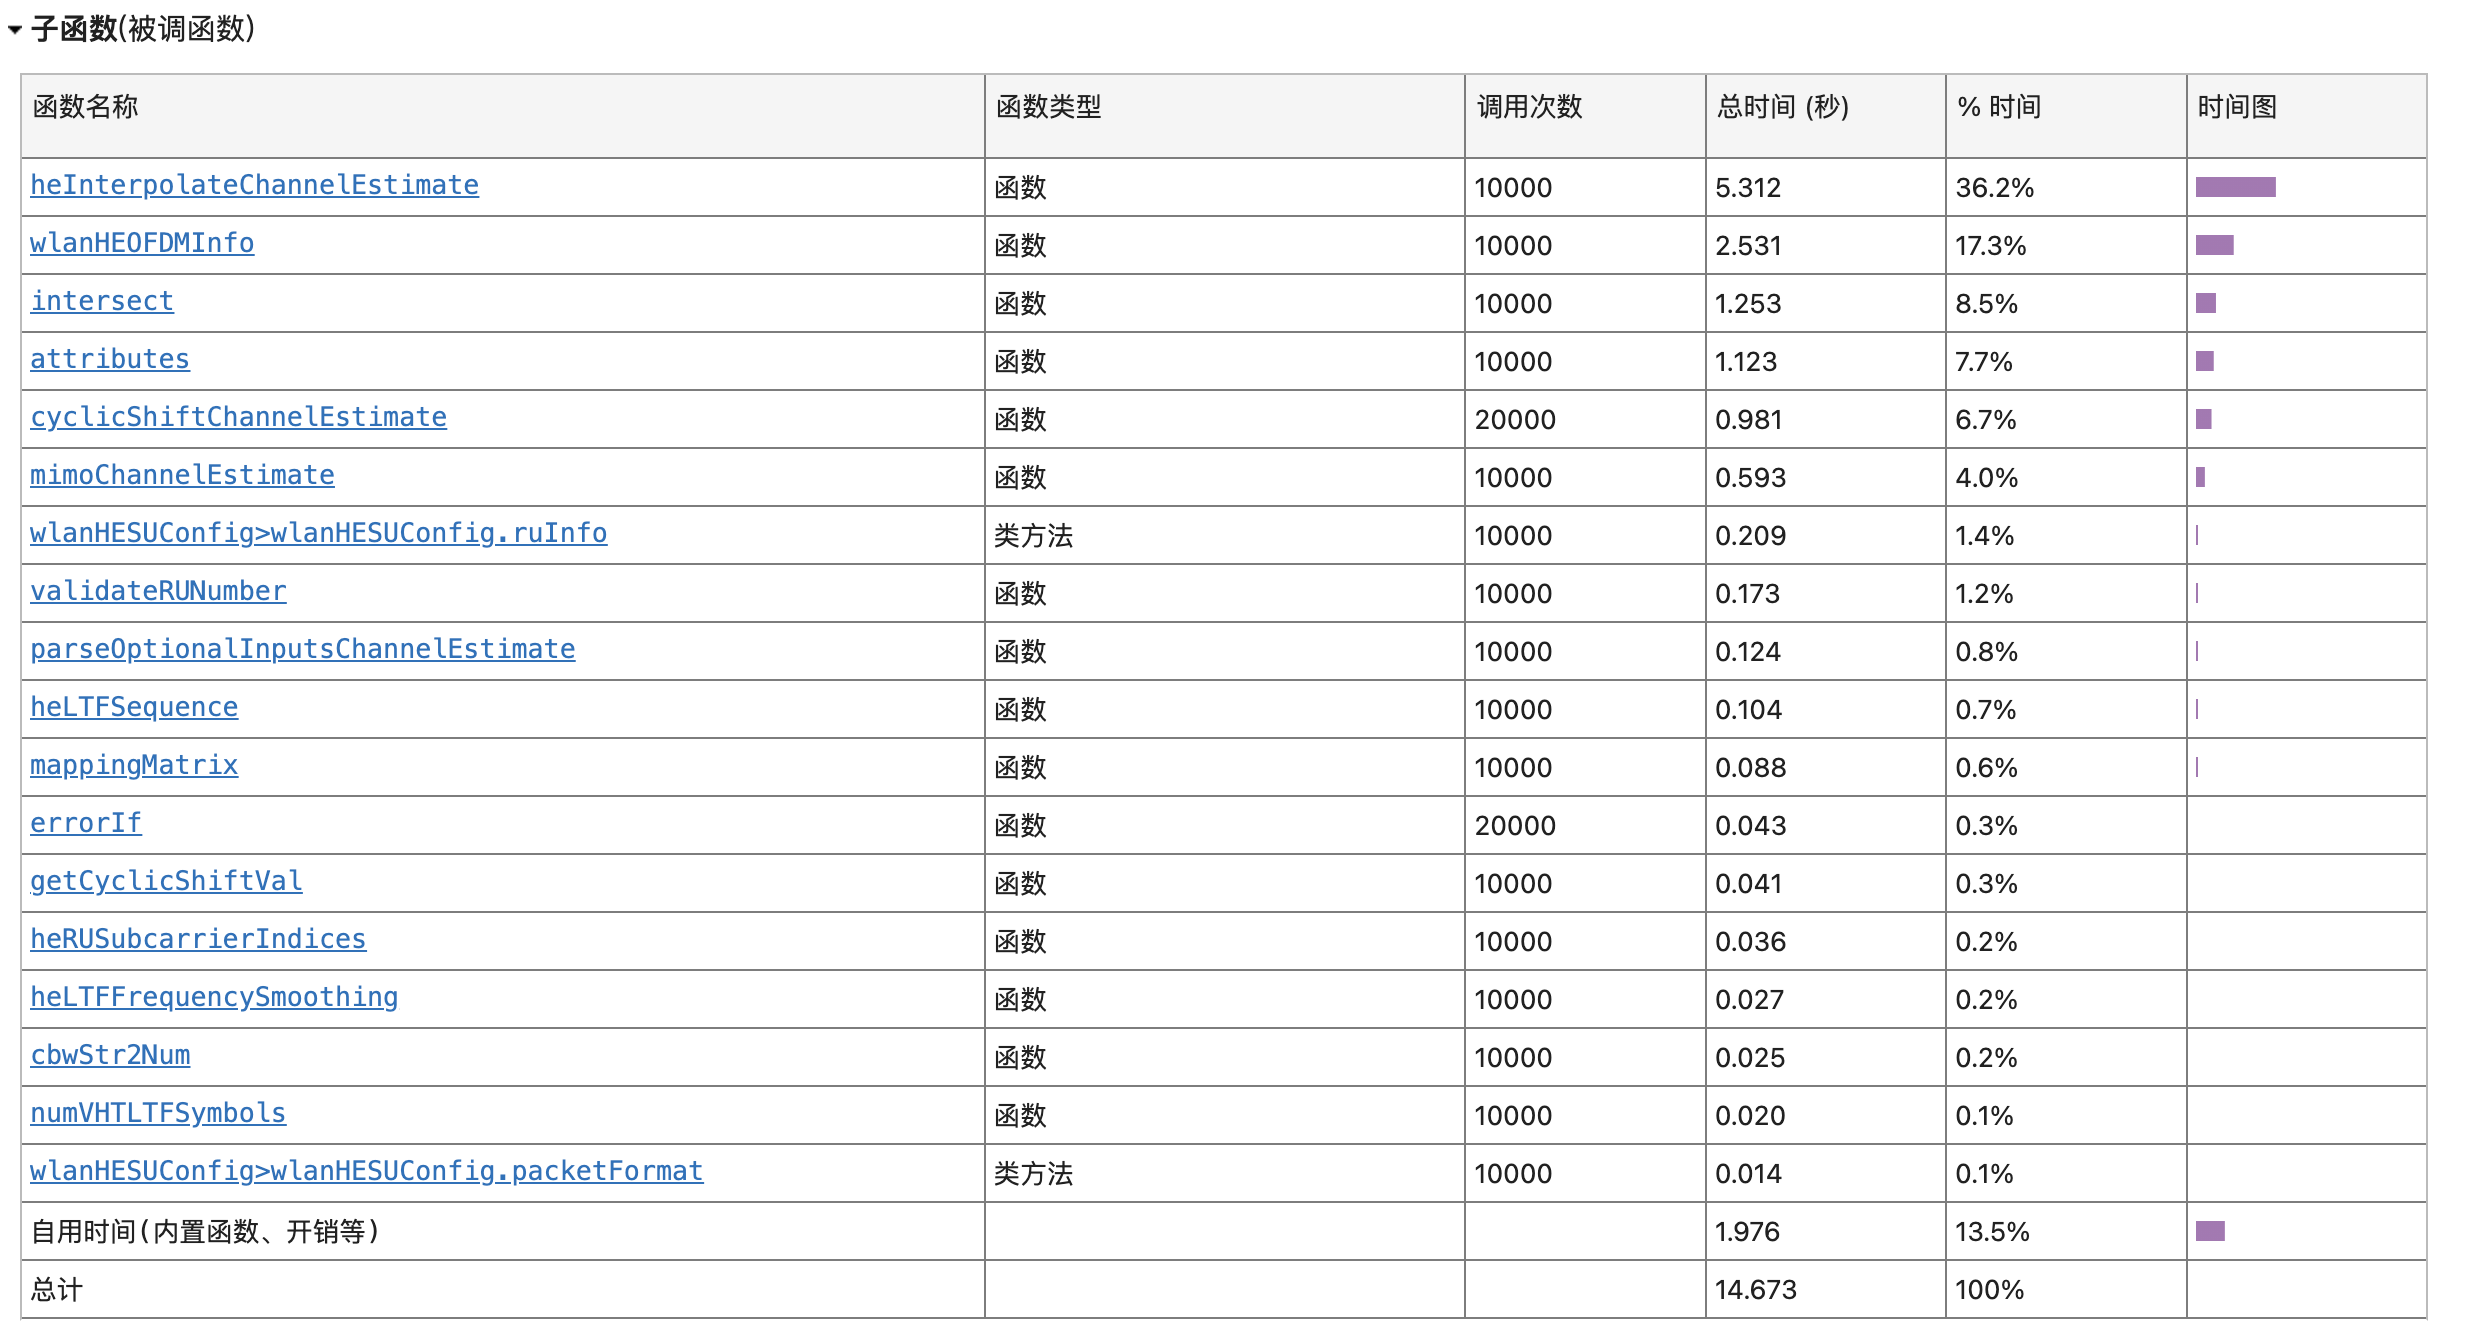 子函数(被调函数)
函数名称 函数类型 调用次数 总时间 (秒) % 时间 时间图
heInterpolateChannelEstimate 函数 10000 5.312 36.2%
wlanHEOFDMInfo 函数 10000 2.531 17.3%
intersect 函数 10000 1.253 8.5%
attributes 函数 10000 1.123 7.7%
cyclicShiftChannelEstimate 函数 20000 0.981 6.7%
mimoChannelEstimate 函数 10000 0.593 4.0%
wlanHESUConfig>wlanHESUConfig.ruInfo 类方法 10000 0.209 1.4%
validateRUNumber 函数 10000 0.173 1.2%
parseOptionalInputsChannelEstimate 函数 10000 0.124 0.8%
heLTFSequence 函数 10000 0.104 0.7%
mappingMatrix 函数 10000 0.088 0.6%
errorIf 函数 20000 0.043 0.3%
getCyclicShiftVal 函数 10000 0.041 0.3%
heRUSubcarrierIndices 函数 10000 0.036 0.2%
heLTFFrequencySmoothing 函数 10000 0.027 0.2%
cbwStr2Num 函数 10000 0.025 0.2%
numVHTLTFSymbols 函数 10000 0.020 0.1%
wlanHESUConfig>wlanHESUConfig.packetFormat 类方法 10000 0.014 0.1%
自用时间(内置函数、开销等) 1.976 13.5%
总计 14.673 100%